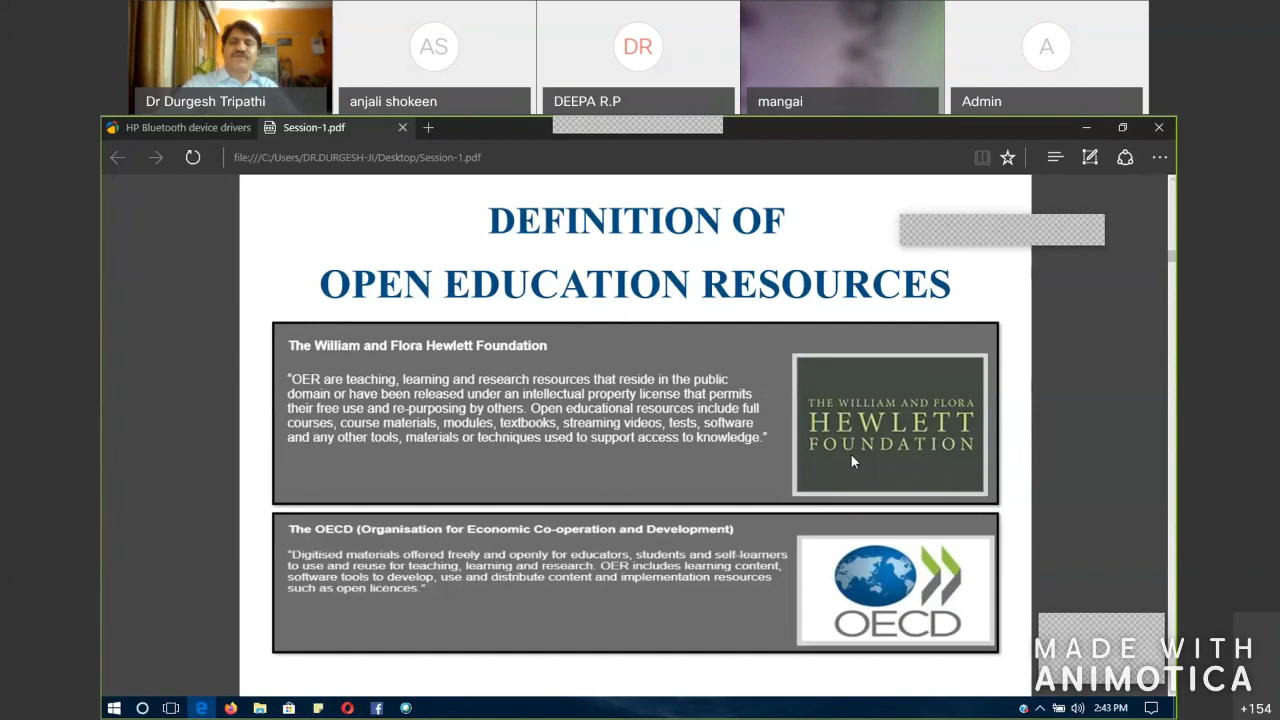 AS
DR
A
Dr Durgesh Tripathi
anjali shokeen
DEEPA R.P
mangai
Admin
HP Bluetooth device drivers
Session-1.pdf
file:///C:/Users/DR.DURGESH-JI/Desktop/Session-1.pdf
DEFINITION OF
OPEN EDUCATION RESOURCES
The William and Flora Hewlett Foundation
“OER are teaching, learning and research resources that reside in the public
domain or have been released under an intellectual property license that permits
their free use and re-purposing by others. Open educational resources include full
courses, course materials, modules, textbooks, streaming videos, tests, software
and any other tools, materials or techniques used to support access to knowledge.”
THE WILLIAM AND FLORA
HEWLETT
FOUNDATION
The OECD (Organisation for Economic Co-operation and Development)
“Digitised materials offered freely and openly for educators, students and self-learners
to use and reuse for teaching, learning and research. OER includes learning content,
software tools to develop, use and distribute content and implementation resources
such as open licences.”
OECD
MADE WITH
ANIMOTICA
2:43 PM
+154